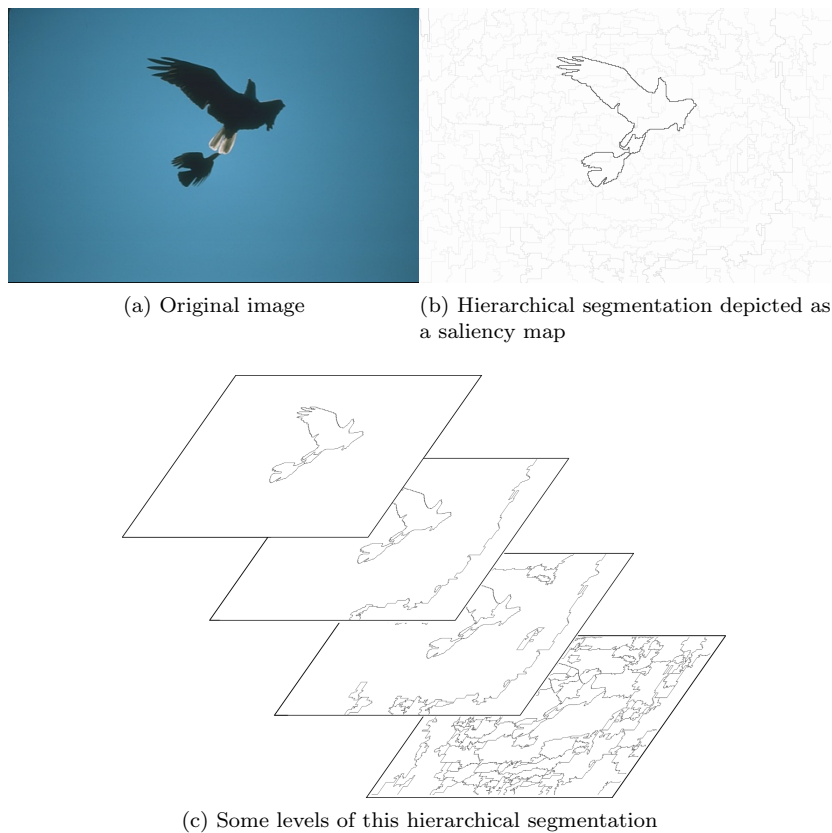 (a) Original image
(b) Hierarchical segmentation depicted as
a saliency map
(c) Some levels of this hierarchical segmentation